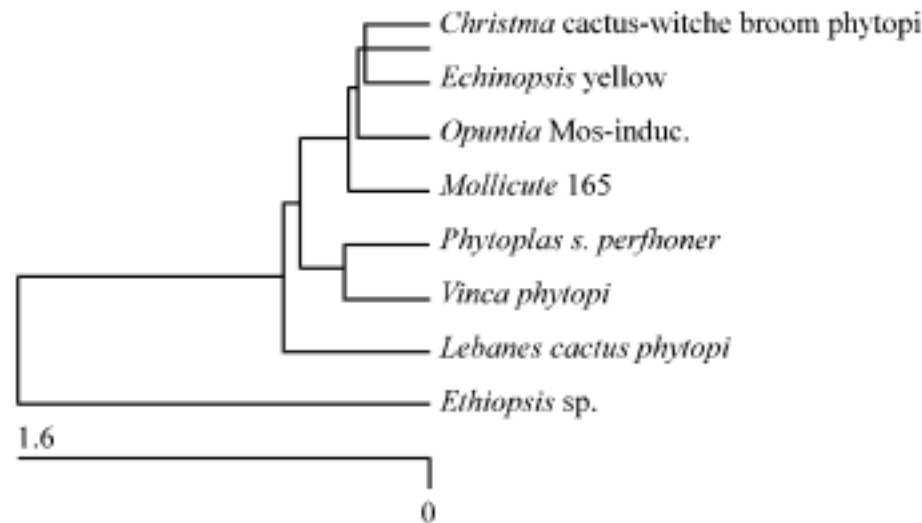 Christma cactus-witche broom phytopi
Echinopsis yellow
Opuntia Mos-induc.
Mollicute 165
Phytoplas s. perfhoner
Vinca phytopi
Lebanes cactus phytopi
Ethiopsis sp.
1.6
0